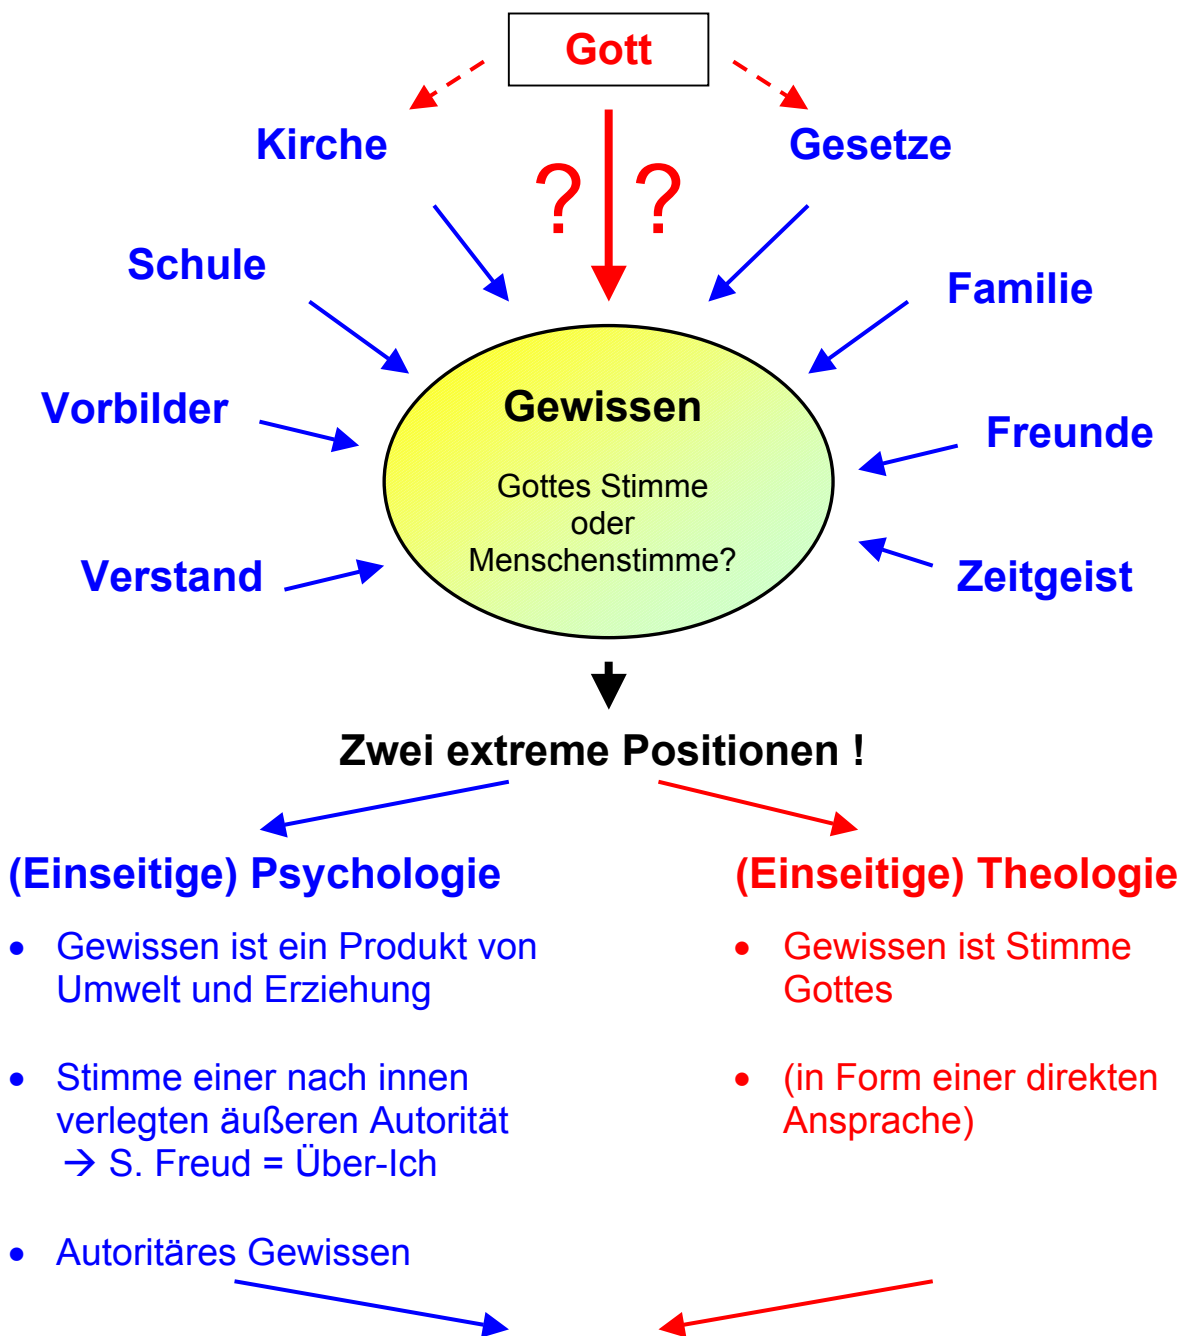 Gott
Kirche
Gesetze
? ?
Schule
Familie
Gewissen
Vorbilder
Freunde
Gottes Stimme
oder
Menschenstimme?
Verstand
Zeitgeist
Zwei extreme Positionen !
(Einseitige) Psychologie
• Gewissen ist ein Produkt von
Umwelt und Erziehung
• Stimme einer nach innen
verlegten äußeren Autorität
→ S. Freud = Über-Ich
• Autoritäres Gewissen
(Einseitige) Theologie
• Gewissen ist Stimme
Gottes
• (in Form einer direkten
Ansprache)